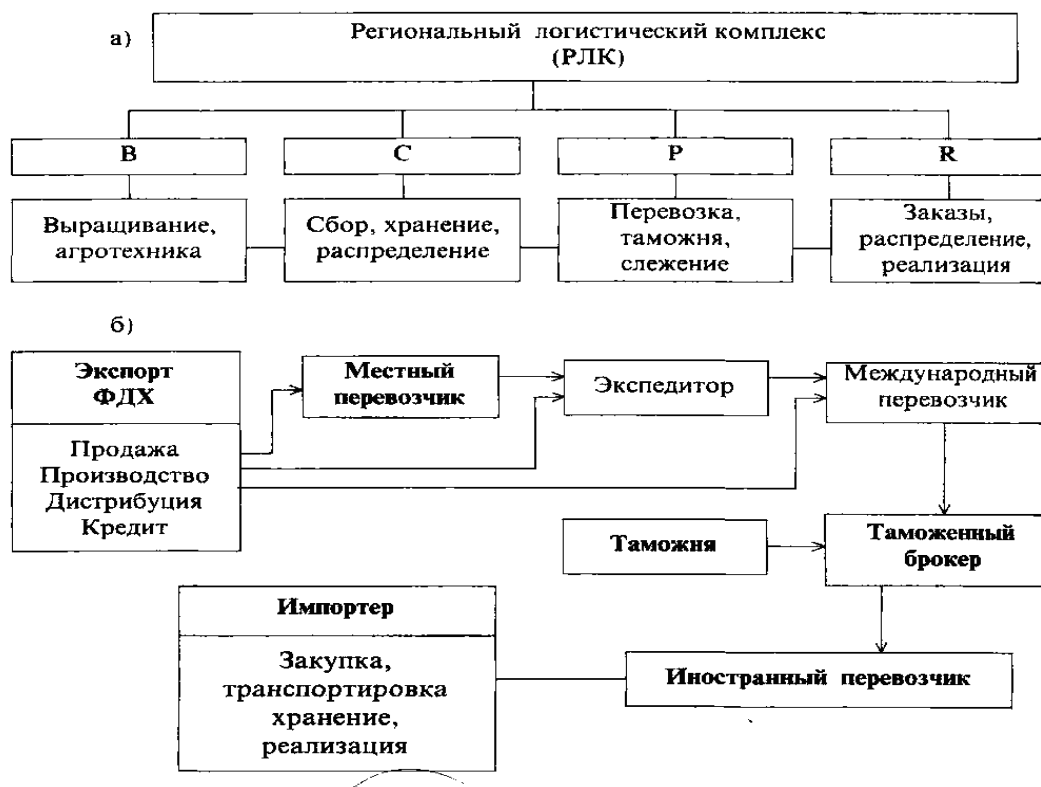 а)
Региональный логистический комплекс
(РЛК)
В
С
Р
R
Выращивание,
агротехника
Сбор, хранение,
распределение
Перевозка,
таможня,
слежение
Заказы,
распределение,
реализация
б)
Экспорт
ФДХ
Продажа
Производство
Дистрибуция
Кредит
Местный
перевозчик
Экспедитор
Международный
перевозчик
Таможня
Таможенный
брокер
Импортер
Закупка,
транспортировка
хранение,
реализация
Иностранный перевозчик